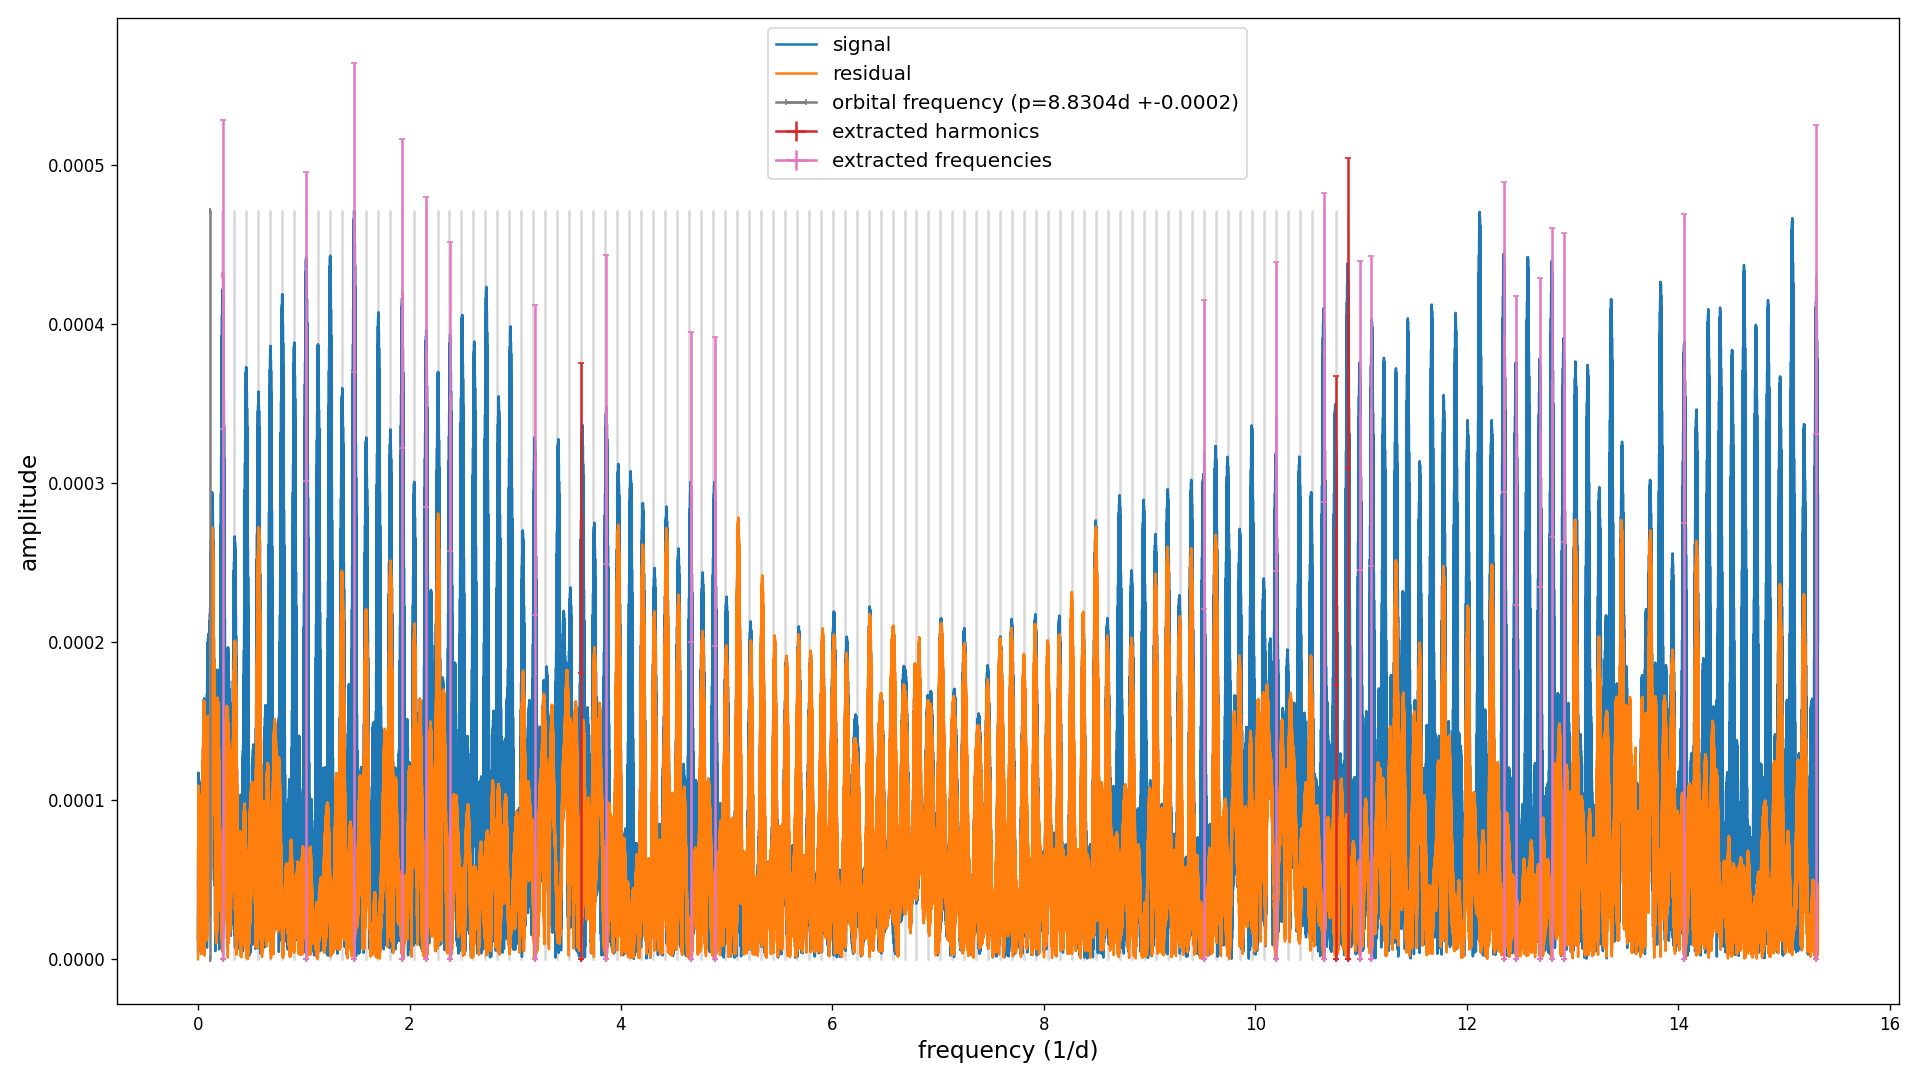 signal
residual
orbital frequency (p=8.8304d +-0.0002)
extracted harmonics
extracted frequencies
amplitude
0.0005
0.0004
0.0003
0.0002
0.0001
0.0000
0 2 4 6 8 10 12 14 16
frequency (1/d)